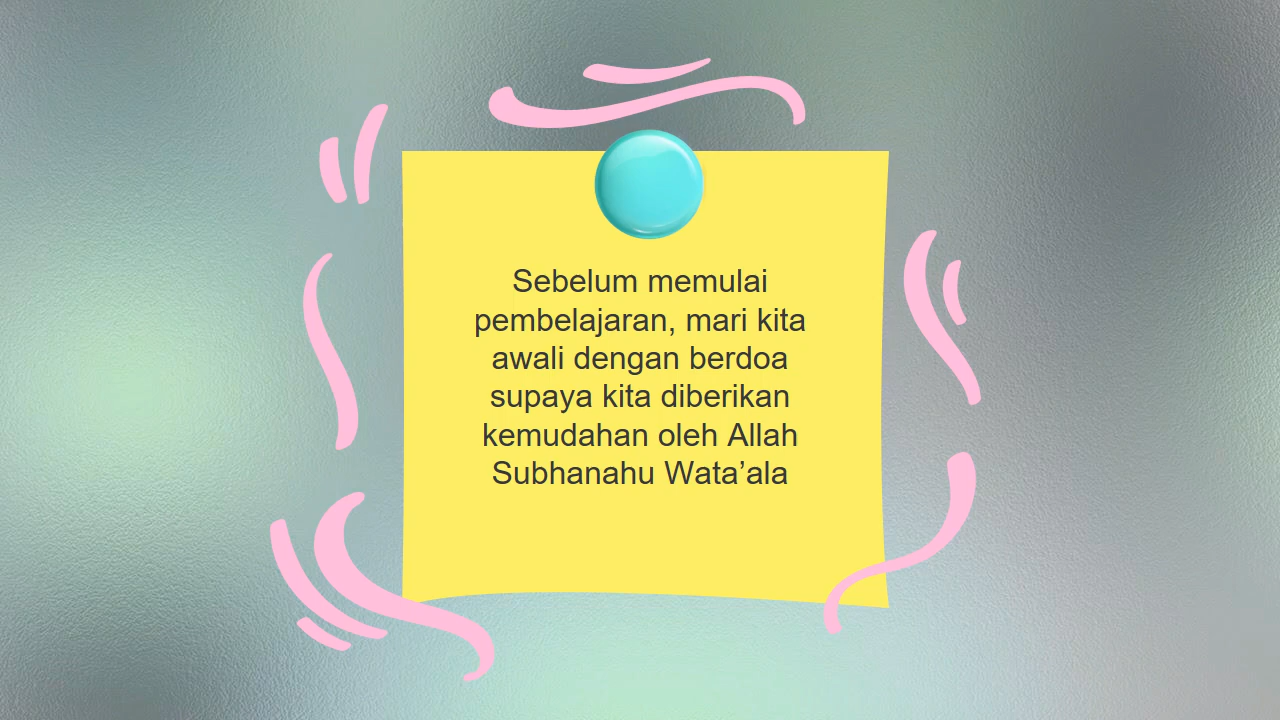 Sebelum memulai
pembelajaran, mari kita
awali dengan berdoa
supaya kita diberikan
kemudahan oleh Allah
Subhanahu Wata’ala